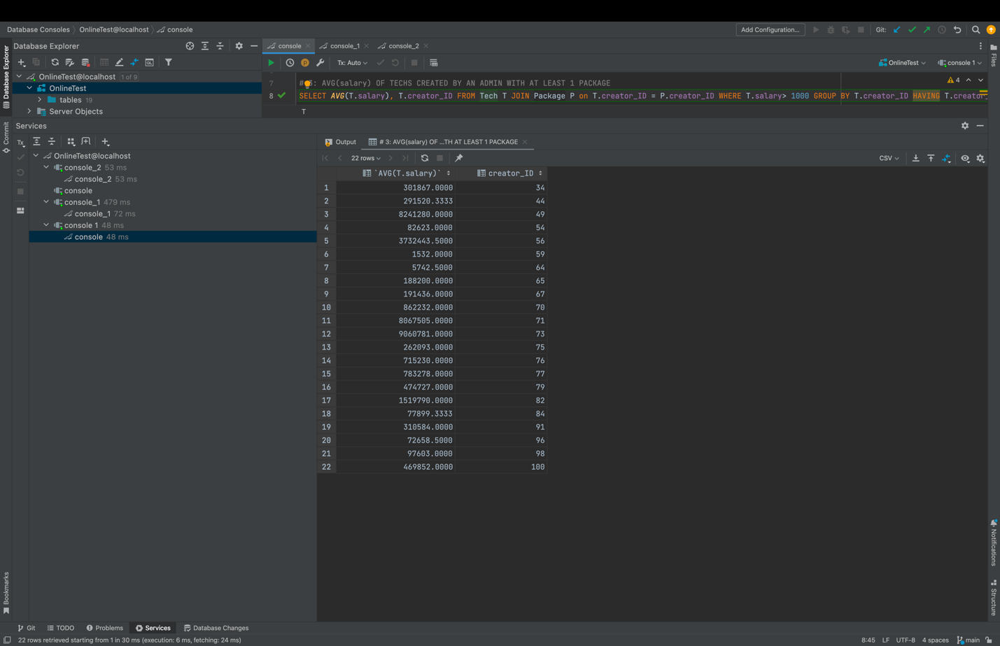 Database Consoles OnlineTest@localhost console Add Configuration... Git:
Database Explorer console console_1 console_2
Tx: Auto OnlineTest console 1
OnlineTest@localhost 1 of 9
OnlineTest
tables 19
Server Objects
7 # 3: AVG(salary) OF TECHS CREATED BY AN ADMIN WITH AT LEAST 1 PACKAGE 4
8 SELECT AVG(T.salary), T.creator_ID FROM Tech T JOIN Package P on T.creator_ID = P.creator_ID WHERE T.salary> 1000 GROUP BY T.creator_ID HAVING T.creator_
T
Services
Tx
OnlineTest@localhost
console_2 53 ms
console_2 53 ms
console
console_1 479 ms
console_1 72 ms
console 1 48 ms
console 48 ms
Output # 3: AVG(salary) OF ...TH AT LEAST 1 PACKAGE
22 rows CSV
`AVG(T.salary)` creator_ID
1 301867.0000 34
2 291520.3333 44
3 8241280.0000 49
4 82623.0000 54
5 3732443.5000 56
6 1532.0000 59
7 5742.5000 64
8 188200.0000 65
9 191436.0000 67
10 862232.0000 70
11 8067505.0000 71
12 9060781.0000 73
13 262093.0000 75
14 715230.0000 76
15 783278.0000 77
16 474727.0000 79
17 1519790.0000 82
18 77899.3333 84
19 310584.0000 91
20 72658.5000 96
21 97603.0000 98
22 469852.0000 100
Database Explorer
Commit
Bookmarks
Files
Notifications
Structure
Git TODO Problems Services Database Changes
22 rows retrieved starting from 1 in 30 ms (execution: 6 ms, fetching: 24 ms) 8:45 LF UTF-8 4 spaces main